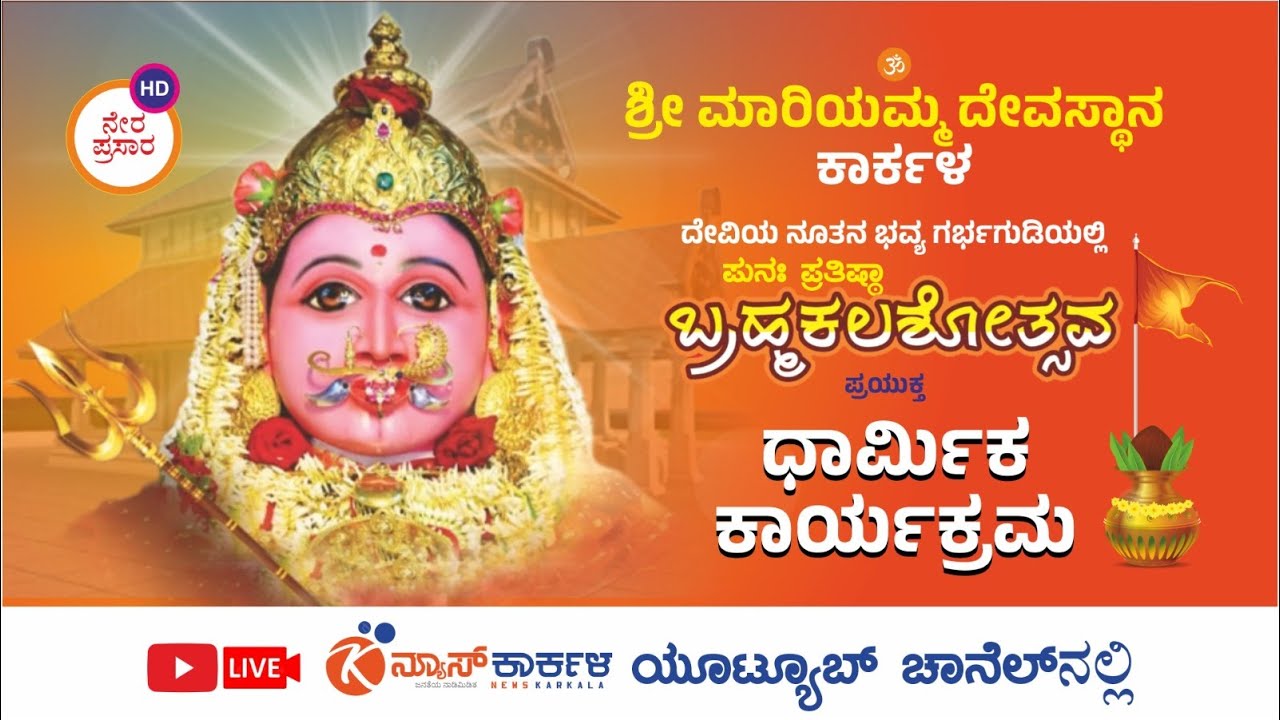 HD
ನೇರ
ಪ್ರಸಾರ
ॐ
ಶ್ರೀ ಮಾರಿಯಮ್ಮ ದೇವಸ್ಥಾನ
ಕಾರ್ಕಳ
ದೇವಿಯ ನೂತನ ಭವ್ಯ ಗರ್ಭಗುಡಿಯಲ್ಲಿ
ಪುನಃ ಪ್ರತಿಷ್ಠಾ
ಬ್ರಹ್ಮಕಲಶೋತ್ಸವ
ಪ್ರಯುಕ್ತ
ಧಾರ್ಮಿಕ
ಕಾರ್ಯಕ್ರಮ
LIVE K ನ್ಯೂಸ್ ಕಾರ್ಕಳ ಯೂಟ್ಯೂಬ್ ಚಾನೆಲ್‌ನಲ್ಲಿ
ಜನತೆಯ ನಾಡಿಮಿಡಿತ NEWS KARKALA